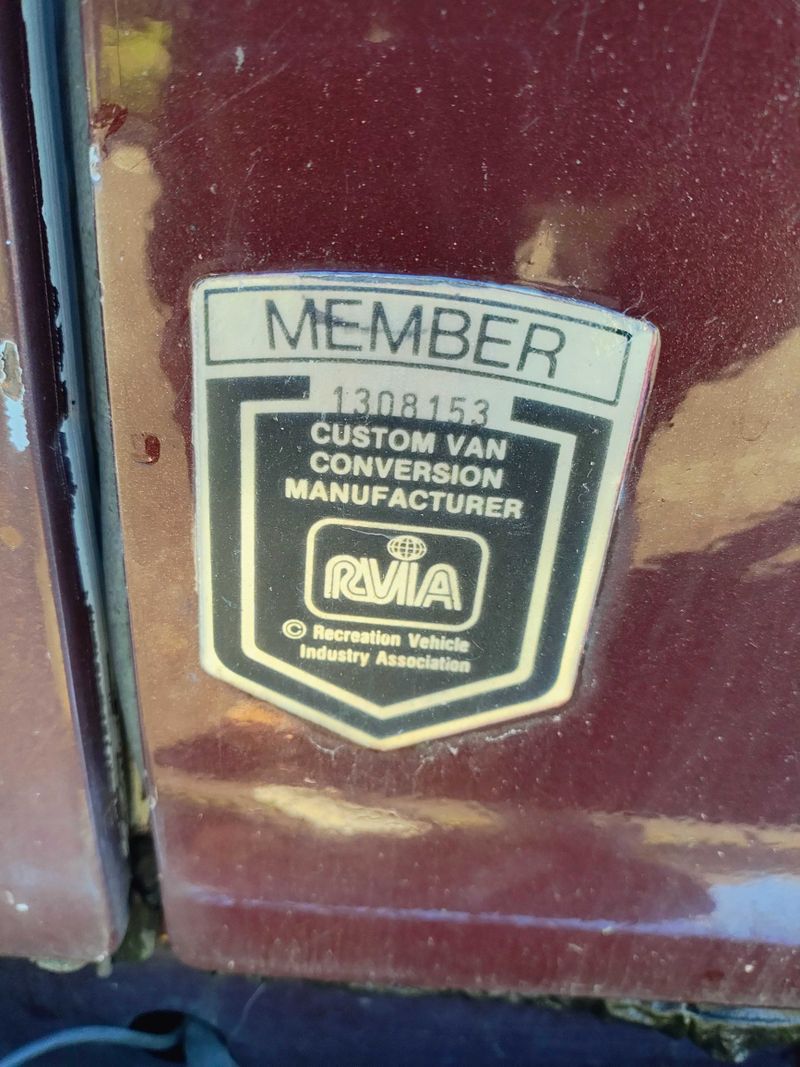 MEMBER
1308153
CUSTOM VAN
CONVERSION
MANUFACTURER
RVIA
© Recreation Vehicle
Industry Association